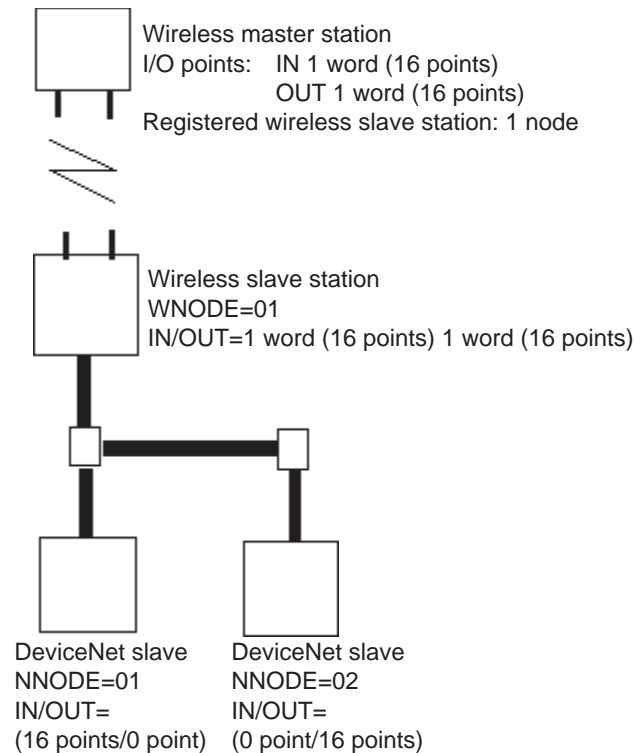 Wireless master station
I/O points: IN 1 word (16 points)
OUT 1 word (16 points)
Registered wireless slave station: 1 node
Wireless slave station
WNODE=01
IN/OUT=1 word (16 points) 1 word (16 points)
DeviceNet slave
NNODE=01
IN/OUT=
(16 points/0 point)
DeviceNet slave
NNODE=02
IN/OUT=
(0 point/16 points)